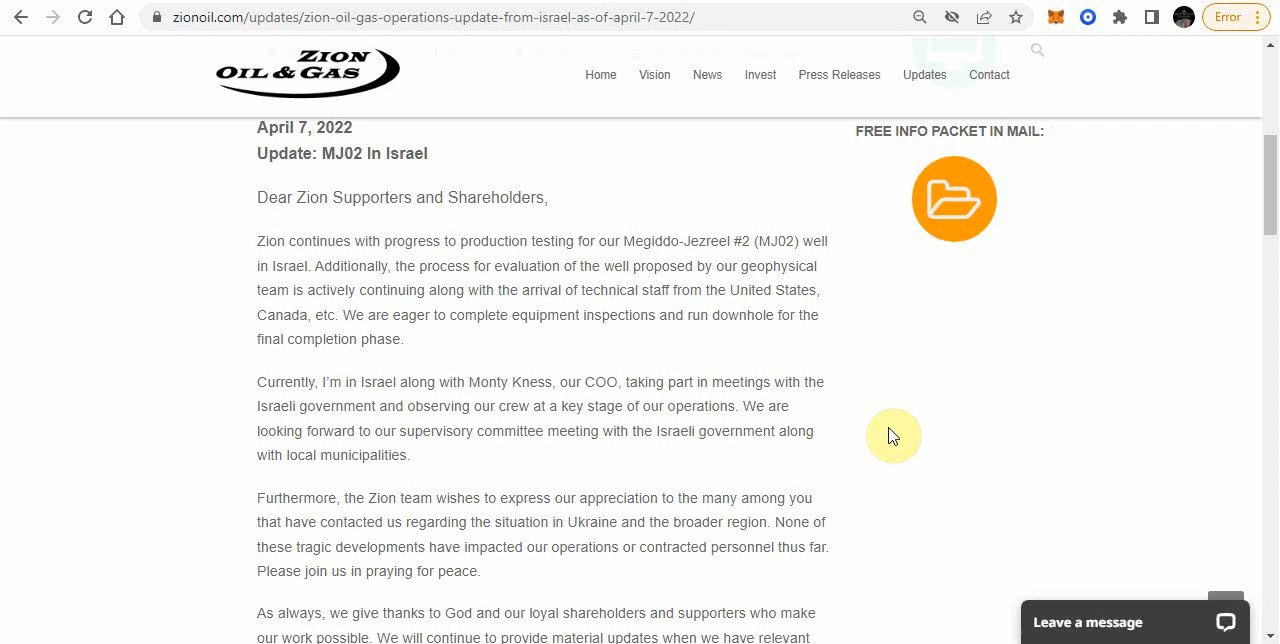 zionoil.com/updates/zion-oil-gas-operations-update-from-israel-as-of-april-7-2022/
Error
ZION
OIL & GAS
Home
Vision
News
Invest
Press Releases
Updates
Contact
April 7, 2022
Update: MJ02 In Israel
Dear Zion Supporters and Shareholders,
Zion continues with progress to production testing for our Megiddo-Jezreel #2 (MJ02) well
in Israel. Additionally, the process for evaluation of the well proposed by our geophysical
team is actively continuing along with the arrival of technical staff from the United States,
Canada, etc. We are eager to complete equipment inspections and run downhole for the
final completion phase.
Currently, I'm in Israel along with Monty Kness, our COO, taking part in meetings with the
Israeli government and observing our crew at a key stage of our operations. We are
looking forward to our supervisory committee meeting with the Israeli government along
with local municipalities.
Furthermore, the Zion team wishes to express our appreciation to the many among you
that have contacted us regarding the situation in Ukraine and the broader region. None of
these tragic developments have impacted our operations or contracted personnel thus far.
Please join us in praying for peace.
As always, we give thanks to God and our loyal shareholders and supporters who make
our work possible. We will continue to provide material updates when we have relevant
FREE INFO PACKET IN MAIL:
Leave a message